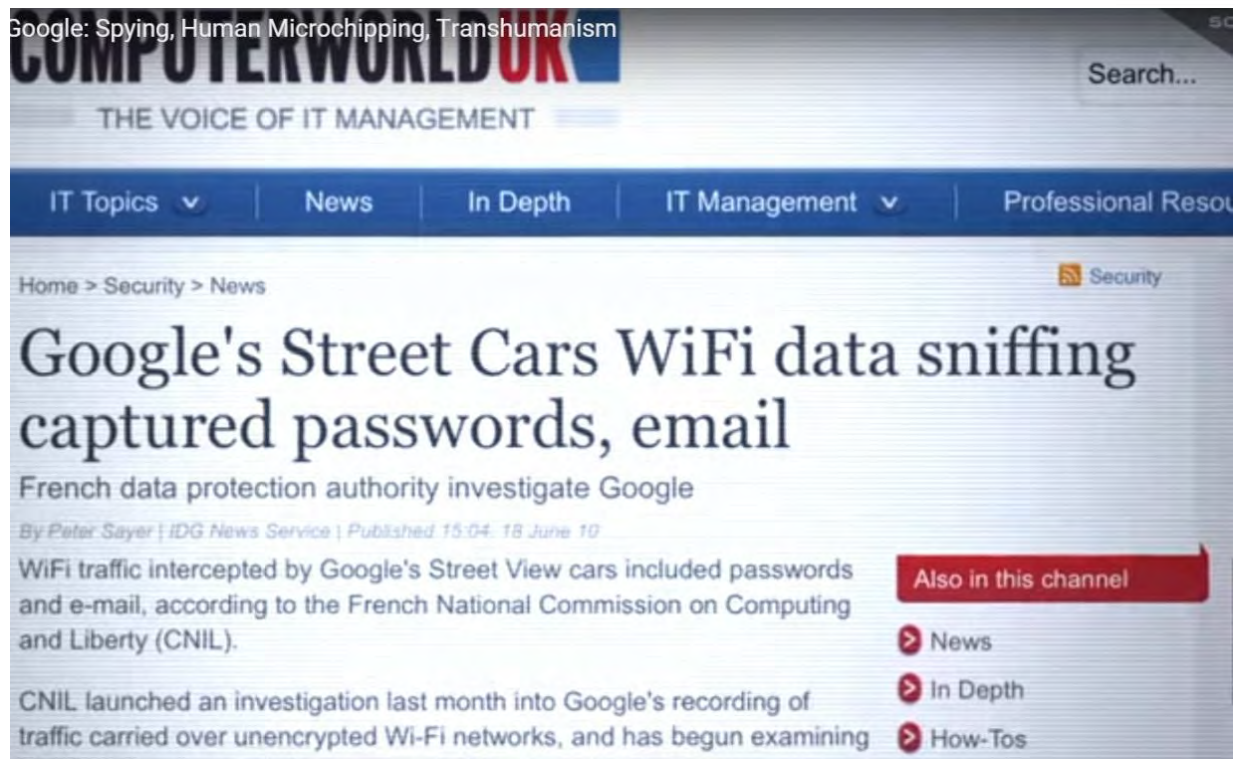 Google: Spying, Human Microchipping, Transhumanism
COMPUTERWORLDUK
THE VOICE OF IT MANAGEMENT
Search...
IT Topics
News
In Depth
IT Management
Professional
Home > Security > News
Security
Google's Street Cars WiFi data sniffing
captured passwords, email
French data protection authority investigate Google
By Peter Sayer | IDG News Service | Published 15:04, 18 June 10
WiFi traffic intercepted by Google's Street View cars included passwords
and e-mail, according to the French National Commission on Computing
and Liberty (CNIL).
CNIL launched an investigation last month into Google's recording of
traffic carried over unencrypted Wi-Fi networks, and has begun examining
Also in this channel
News
In Depth
How-Tos